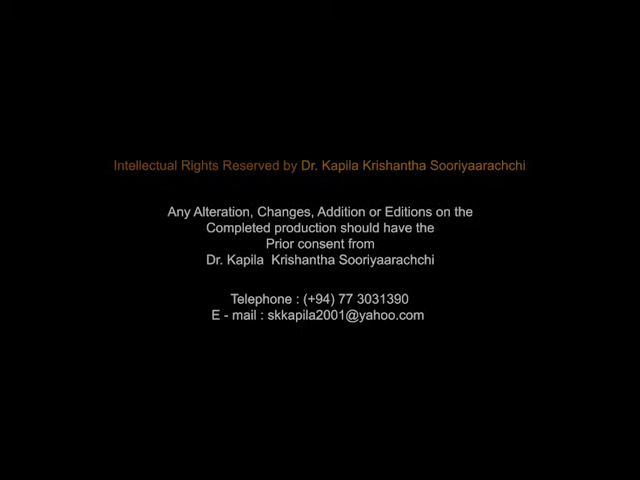 Intellectual Rights Reserved by Dr. Kapila Krishantha Sooriyaarachchi
Any Alteration, Changes, Addition or Editions on the
Completed production should have the
Prior consent from
Dr. Kapila Krishantha Sooriyaarachchi
Telephone : (+94) 77 3031390
E - mail : skkapila2001@yahoo.com